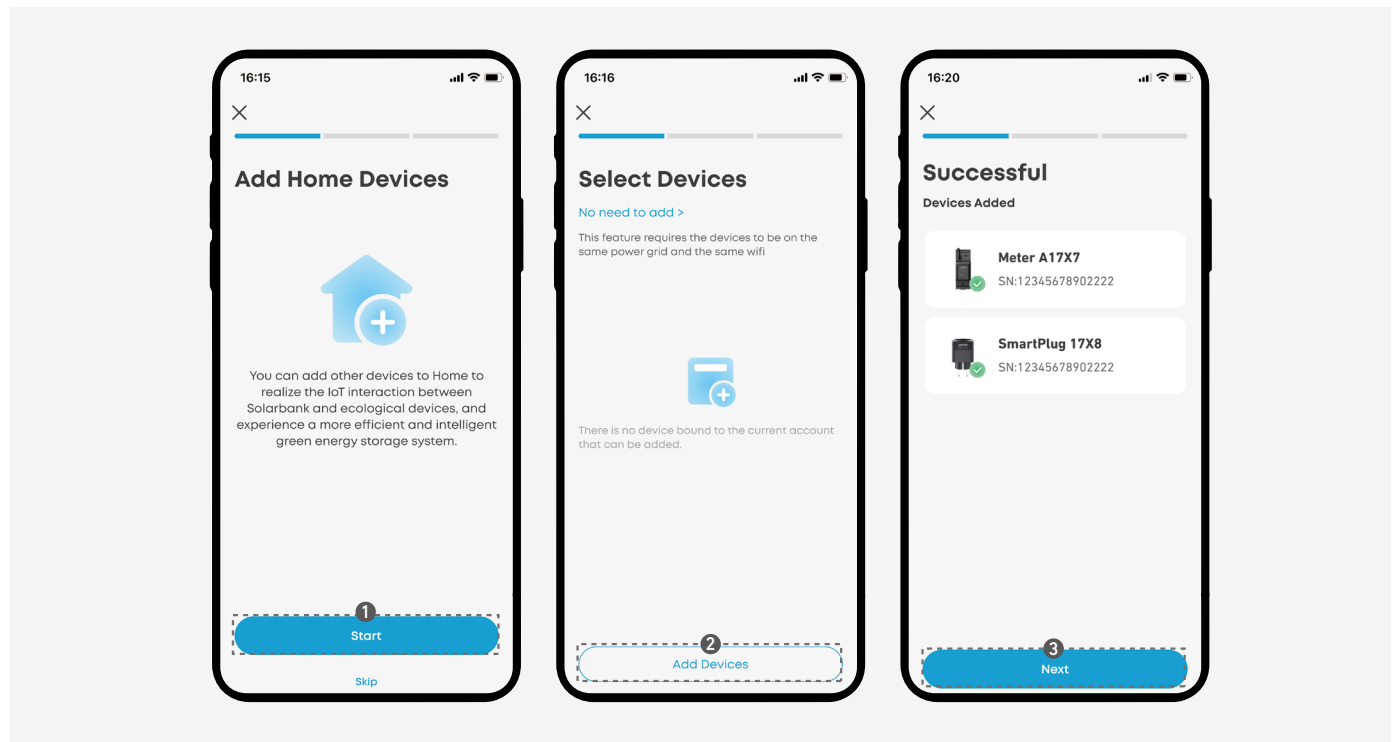 16:15
Add Home Devices
You can add other devices to Home to
realize the IoT interaction between
Solarbank and ecological devices, and
experience a more efficient and intelligent
green energy storage system.
1
Start
Skip
16:16
Select Devices
No need to add >
This feature requires the devices to be on the
same power grid and the same wifi
There is no device bound to the current account
that can be added.
2
Add Devices
16:20
Successful
Devices Added
Meter A17X7
SN:12345678902222
SmartPlug 17X8
SN:12345678902222
3
Next